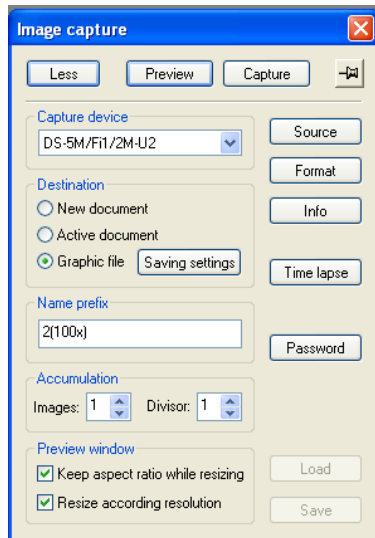 Image capture
Less Preview Capture
Capture device
DS-5M/Fi1/2M-U2
Source
Format
Destination
New document
Info
Active document
Graphic file Saving settings
Time lapse
Name prefix
2(100x)
Password
Accumulation
Images: 1 Divisor: 1
Preview window
Keep aspect ratio while resizing
Load
Resize according resolution
Save